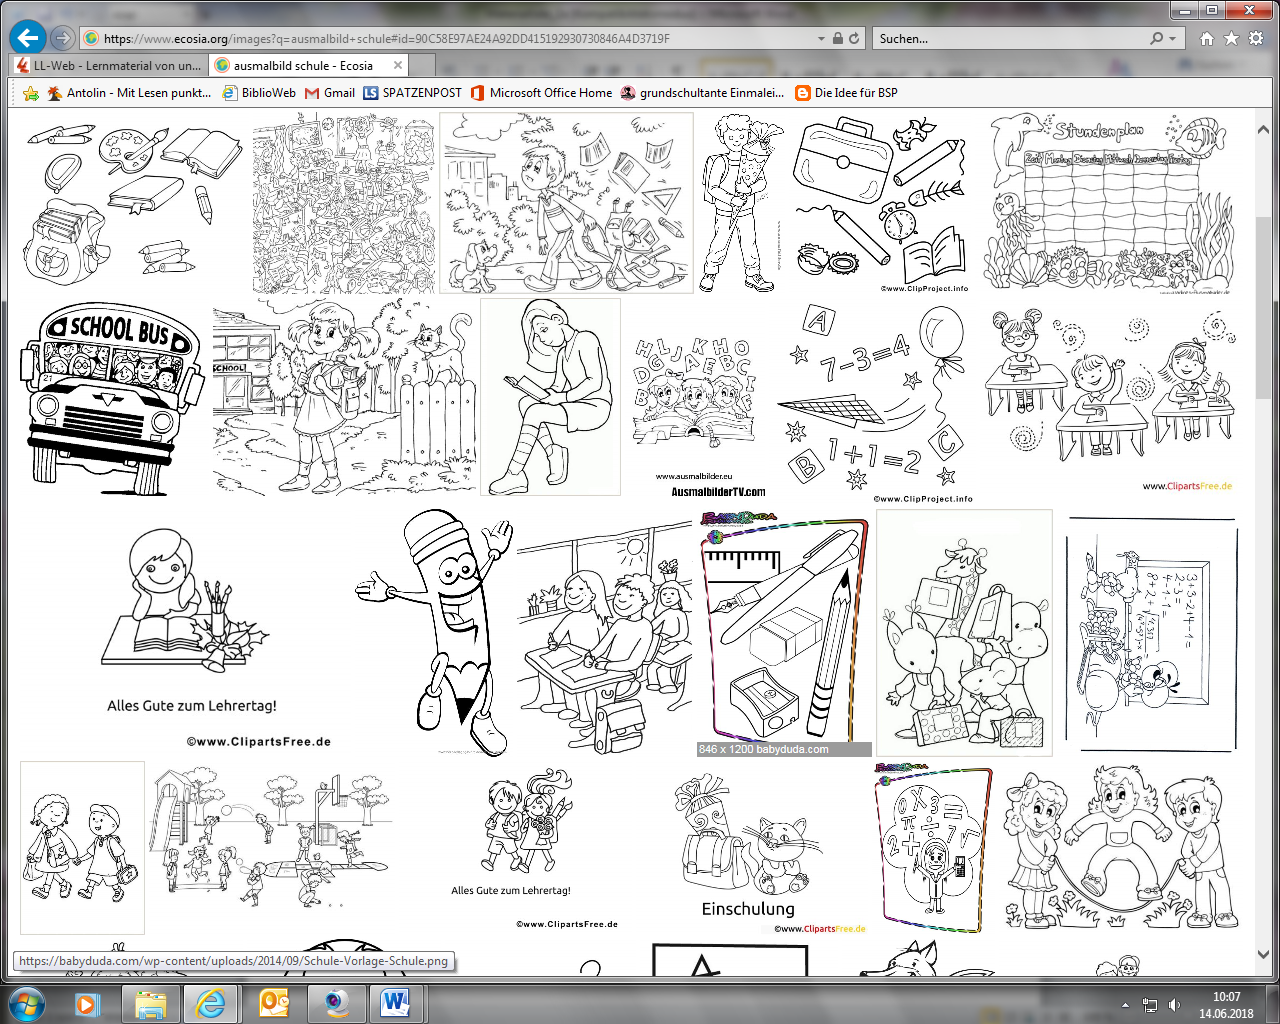 https://www.ecosia.org/images?q=ausmalbild+schule#id=90C58E97AE24A92DD415192930730846A4D3719F
Suchen...
LL-Web - Lernmaterial von un...
ausmalbild schule - Ecosia
Antolin - Mit Lesen punkt...
BiblioWeb
Gmail
SPATZENPOST
Microsoft Office Home
grundschultante Einmalei...
Die Idee für BSP
Stundenplan
©www.ClipProject.info
SCHOOL BUS
21
SCHOOL!
HLJKHO
www.ausmalbilder.eu
AusmalbilderTV.com
A
7-3=4
B
1+1=2
C
©www.ClipProject.info
www.ClipartsFree.de
Alles Gute zum Lehrertag!
©www.ClipartsFree.de
846 x 1200 babyduda.com
Alles Gute zum Lehrertag!
©www.ClipartsFree.de
Einschulung
©www.ClipartsFree.de
https://babyduda.com/wp-content/uploads/2014/09/Schule-Vorlage-Schule.png
10:07
14.06.2018